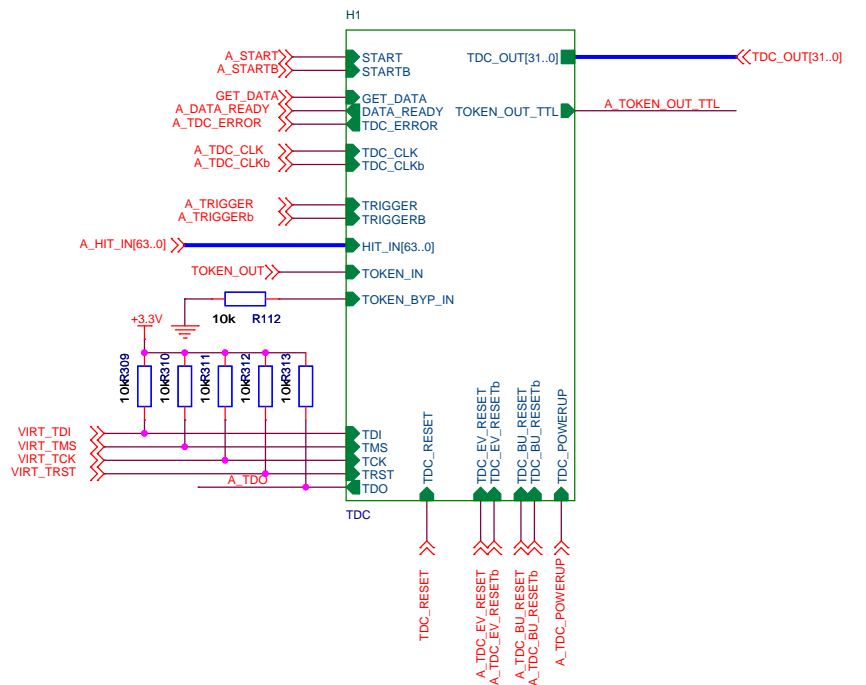 H1
A_START
START
TDC_OUT[31..0]
TDC_OUT[31..0]
A_STARTB
STARTB
GET_DATA
GET_DATA
A_DATA_READY
DATA_READY
TOKEN_OUT_TTL
A_TOKEN_OUT_TTL
A_TDC_ERROR
TDC_ERROR
A_TDC_CLK
TDC_CLK
A_TDC_CLKb
TDC_CLKb
A_TRIGGER
TRIGGER
A_TRIGGERb
TRIGGERB
A_HIT_IN[63..0]
HIT_IN[63..0]
TOKEN_OUT
TOKEN_IN
TOKEN_BYP_IN
10k R112
+3.3V
10k R309
10k R310
10k R311
10k R312
10k R313
VIRT_TDI
TDI
VIRT_TMS
TMS
VIRT_TCK
TCK
VIRT_TRST
TRST
A_TDO
TDO
TDC_RESET
TDC_EV_RESET
TDC_EV_RESETb
TDC_BU_RESET
TDC_BU_RESETb
TDC_POWERUP
TDC
TDC_RESET
A_TDC_EV_RESET
A_TDC_EV_RESETb
A_TDC_BU_RESET
A_TDC_BU_RESETb
A_TDC_POWERUP